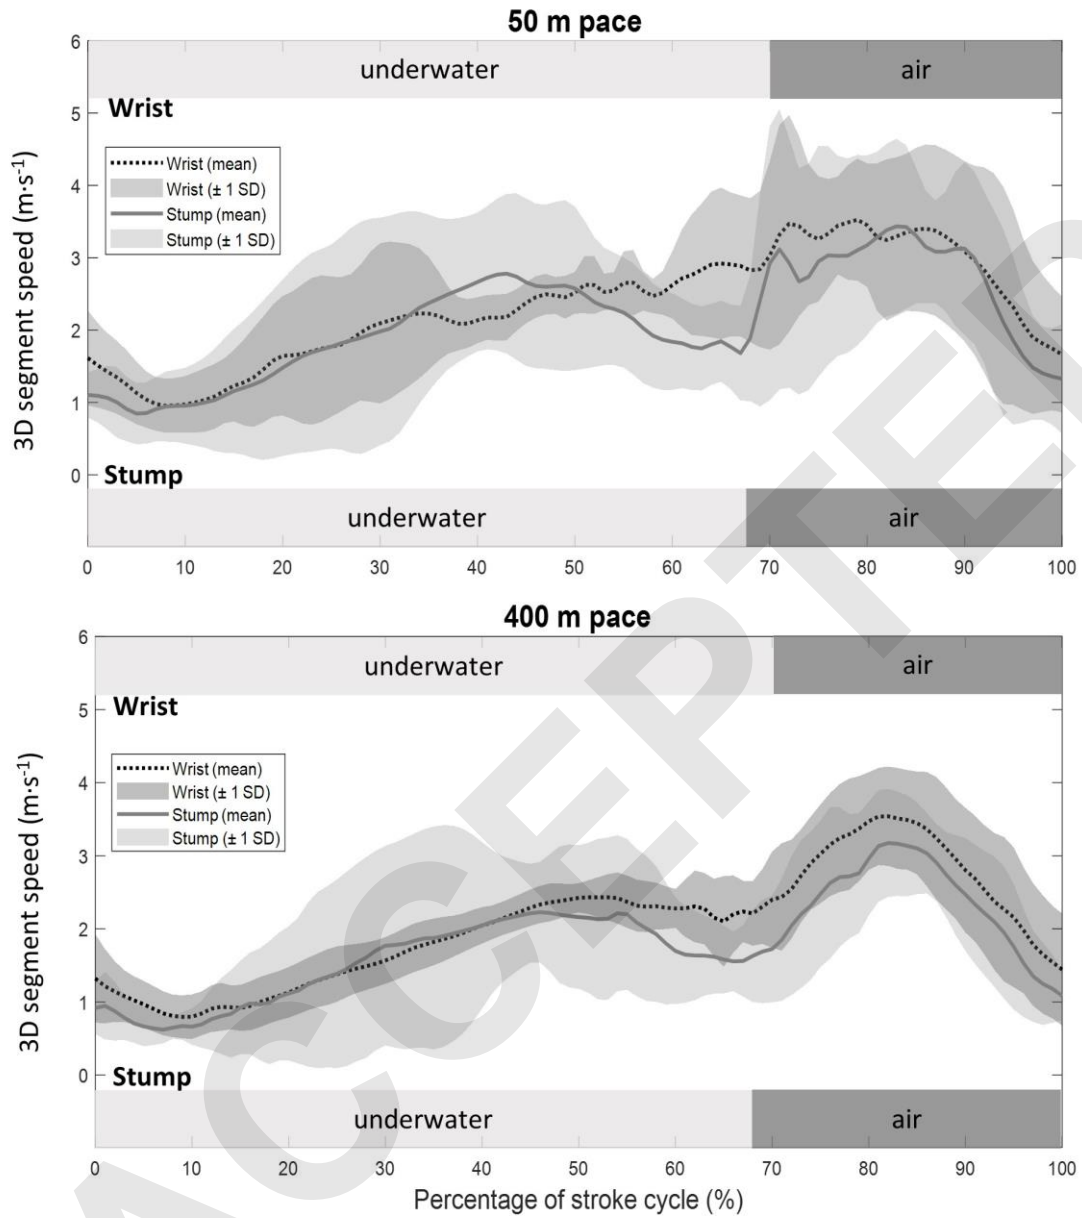 50 m pace
6
underwater air
Wrist
5
Wrist (mean)
Wrist (± 1 SD)
Stump (mean)
Stump (± 1 SD)
4
3
2
1
0
3D segment speed (m·s⁻¹)
Stump
underwater air
0 10 20 30 40 50 60 70 80 90 100
400 m pace
6
underwater air
Wrist
5
Wrist (mean)
Wrist (± 1 SD)
Stump (mean)
Stump (± 1 SD)
4
3
2
1
0
3D segment speed (m·s⁻¹)
Stump
underwater air
0 10 20 30 40 50 60 70 80 90 100
Percentage of stroke cycle (%)
ACCEPTED